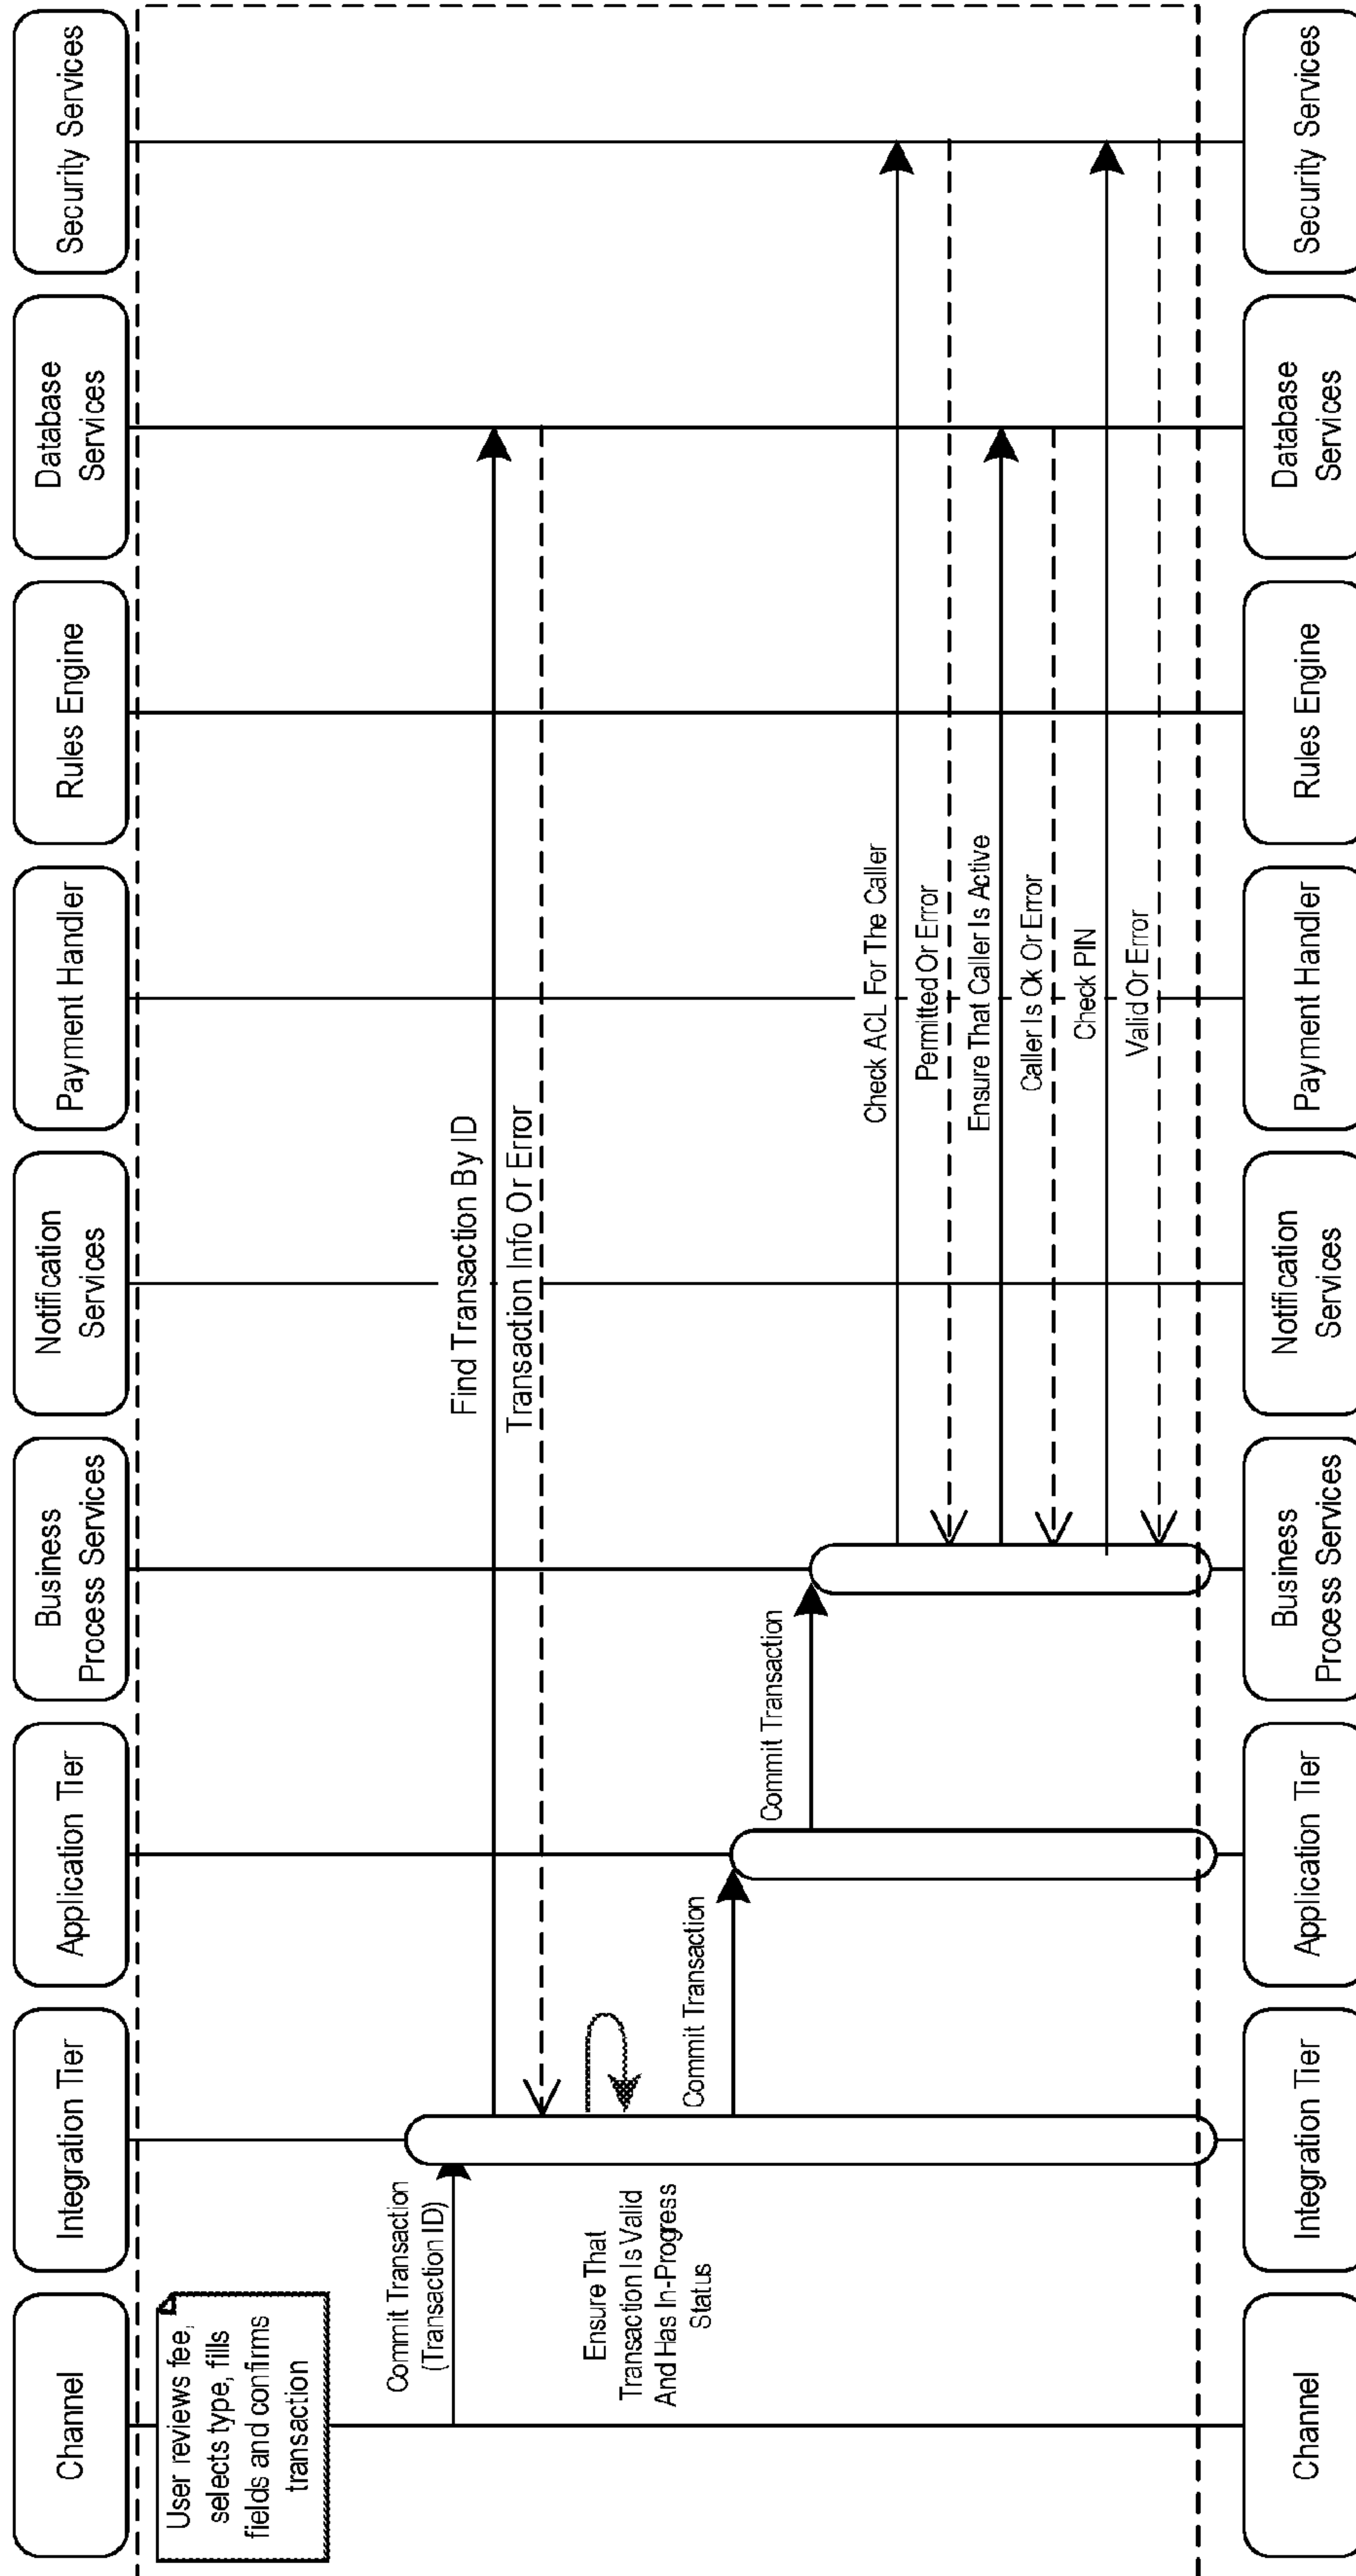 Channel
Integration Tier
Application Tier
Business
Process Services
Notification
Services
Payment Handler
Rules Engine
Database
Services
Security Services
User reviews fee,
selects type, fills
fields and confirms
transaction
Commit Transaction
(Transaction ID)
Find Transaction By ID
Transaction Info Or Error
Ensure That
Transaction Is Valid
And Has In-Progress
Status
Commit Transaction
Commit Transaction
Check ACL For The Caller
Permitted Or Error
Ensure That Caller Is Active
Caller Is Ok Or Error
Check PIN
Valid Or Error
Channel
Integration Tier
Application Tier
Business
Process Services
Notification
Services
Payment Handler
Rules Engine
Database
Services
Security Services